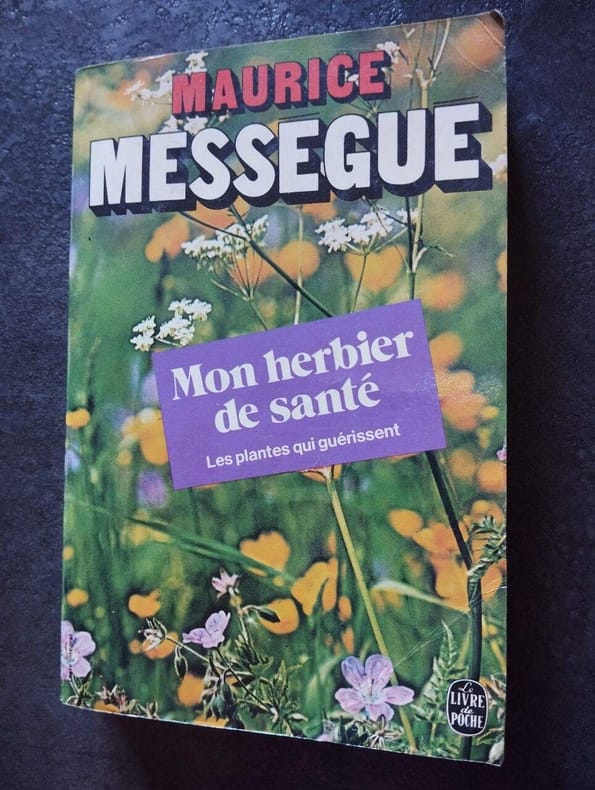 MAURICE
MESSEGUE
Mon herbier
de santé
Les plantes qui guérissent
Le
LIVRE
de
POCHE